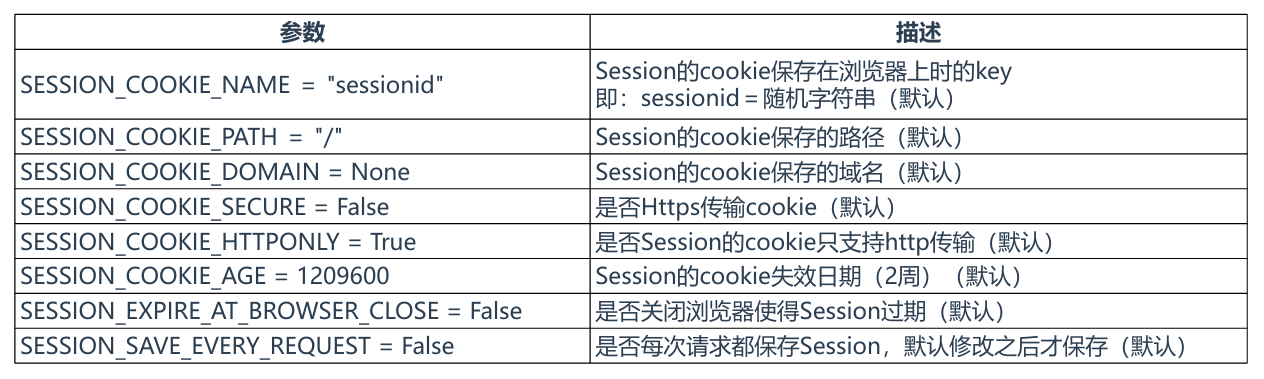 参数 描述
SESSION_COOKIE_NAME = "sessionid" Session的cookie保存在浏览器上时的key
即：sessionid＝随机字符串（默认）
SESSION_COOKIE_PATH = "/" Session的cookie保存的路径（默认）
SESSION_COOKIE_DOMAIN = None Session的cookie保存的域名（默认）
SESSION_COOKIE_SECURE = False 是否Https传输cookie（默认）
SESSION_COOKIE_HTTPONLY = True 是否Session的cookie只支持http传输（默认）
SESSION_COOKIE_AGE = 1209600 Session的cookie失效日期（2周）（默认）
SESSION_EXPIRE_AT_BROWSER_CLOSE = False 是否关闭浏览器使得Session过期（默认）
SESSION_SAVE_EVERY_REQUEST = False 是否每次请求都保存Session，默认修改之后才保存（默认）